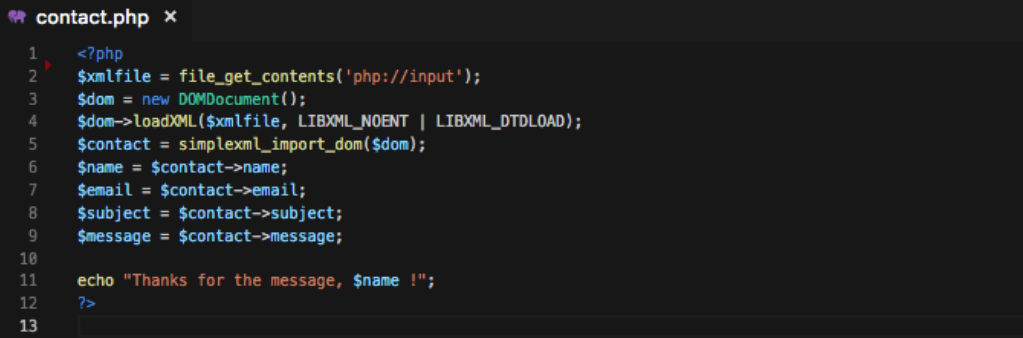 contact.php ×
1 <?php
2 $xmlfile = file_get_contents('php://input');
3 $dom = new DOMDocument();
4 $dom->loadXML($xmlfile, LIBXML_NOENT | LIBXML_DTDLOAD);
5 $contact = simplexml_import_dom($dom);
6 $name = $contact->name;
7 $email = $contact->email;
8 $subject = $contact->subject;
9 $message = $contact->message;
10
11 echo "Thanks for the message, $name !";
12 ?>
13